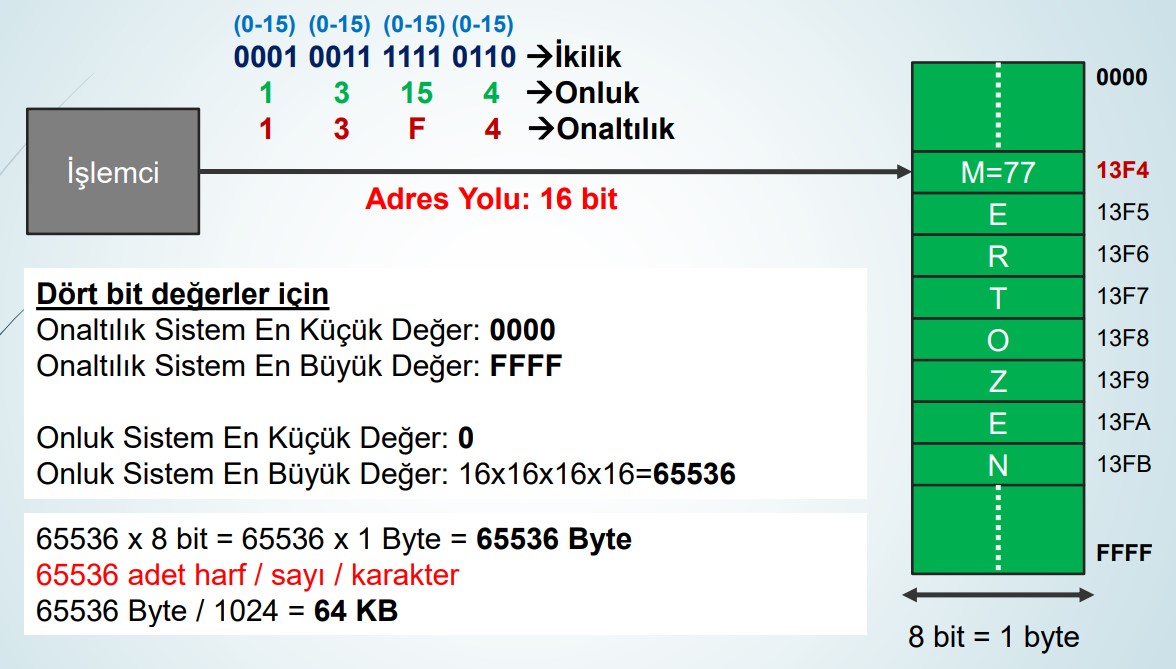 (0-15) (0-15) (0-15) (0-15)
0001 0011 1111 0110 →İkilik
1 3 15 4 →Onluk
1 3 F 4 →Onaltılık
İşlemci
Adres Yolu: 16 bit
0000
M=77 13F4
E 13F5
R 13F6
T 13F7
O 13F8
Z 13F9
E 13FA
N 13FB
FFFF
8 bit = 1 byte
Dört bit değerler için
Onaltılık Sistem En Küçük Değer: 0000
Onaltılık Sistem En Büyük Değer: FFFF
Onluk Sistem En Küçük Değer: 0
Onluk Sistem En Büyük Değer: 16x16x16x16=65536
65536 x 8 bit = 65536 x 1 Byte = 65536 Byte
65536 adet harf / sayı / karakter
65536 Byte / 1024 = 64 KB